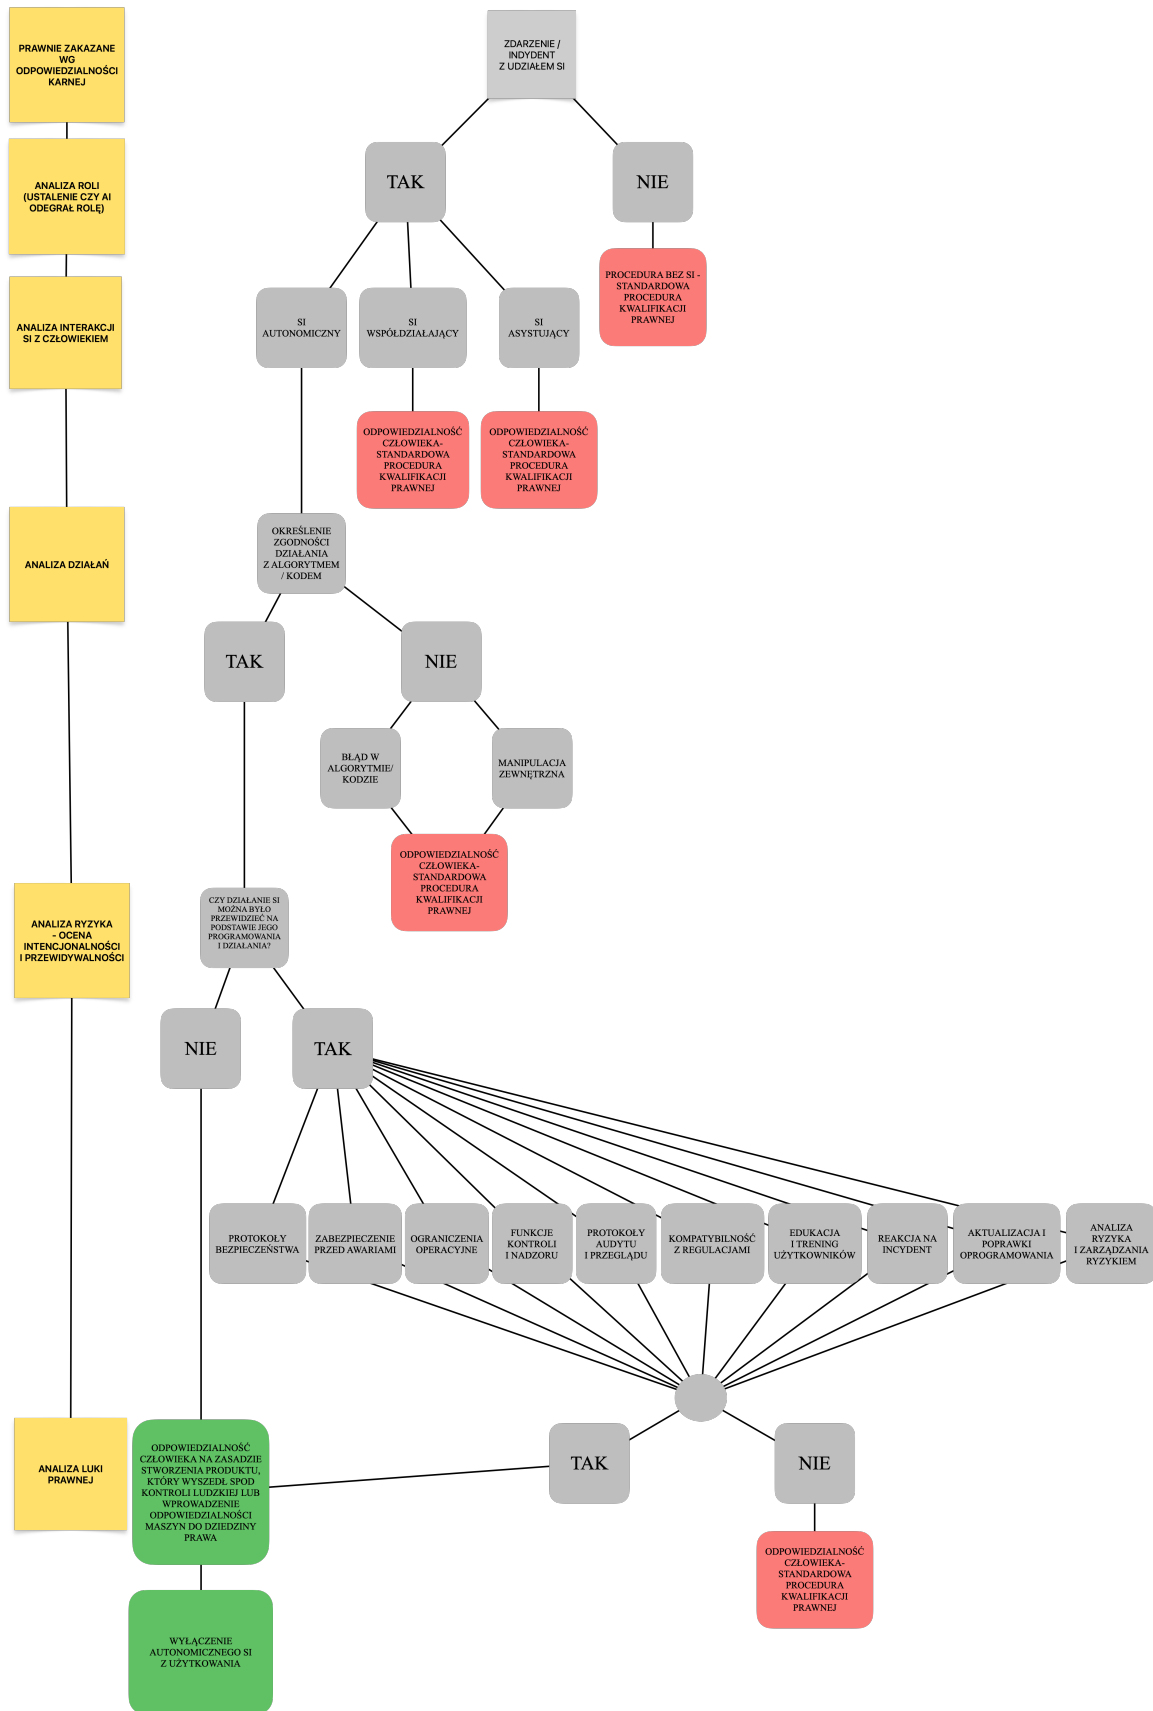 PRAWNIE ZAKAZANE
WG
ODPOWIEDZIALNOŚCI
KARNEJ
ZDARZENIE /
INDYDENT
Z UDZIAŁEM SI
ANALIZA ROLI
(USTALENIE CZY AI
ODEGRAŁ ROLĘ)
TAK
NIE
PROCEDURA BEZ SI -
STANDARDOWA
PROCEDURA
KWALIFIKACJI
PRAWNEJ
ANALIZA INTERAKCJI
SI Z CZŁOWIEKIEM
SI
AUTONOMICZNY
SI
WSPÓŁDZIAŁAJĄCY
SI
ASYSTUJĄCY
ODPOWIEDZIALNOŚĆ
CZŁOWIEKA-
STANDARDOWA
PROCEDURA
KWALIFIKACJI
PRAWNEJ
ODPOWIEDZIALNOŚĆ
CZŁOWIEKA-
STANDARDOWA
PROCEDURA
KWALIFIKACJI
PRAWNEJ
ANALIZA DZIAŁAŃ
OKREŚLENIE
ZGODNOŚCI
DZIAŁANIA
Z ALGORYTMEM
/ KODEM
TAK
NIE
BŁĄD W
ALGORYTMIE/
KODZIE
MANIPULACJA
ZEWNĘTRZNA
ODPOWIEDZIALNOŚĆ
CZŁOWIEKA-
STANDARDOWA
PROCEDURA
KWALIFIKACJI
PRAWNEJ
ANALIZA RYZYKA
- OCENA
INTENCJONALNOŚCI
I PRZEWIDYWALNOŚCI
CZY DZIAŁANIE SI
MOŻNA BYŁO
PRZEWIDZIEĆ NA
PODSTAWIE JEGO
PROGRAMOWANIA
I DZIAŁANIA?
NIE
TAK
PROTOKOŁY
BEZPIECZEŃSTWA
ZABEZPIECZENIE
PRZED AWARIAMI
OGRANICZENIA
OPERACYJNE
FUNKCJE
KONTROLI
I NADZORU
PROTOKOŁY
AUDYTU
I PRZEGLĄDU
KOMPATYBILNOŚĆ
Z REGULACJAMI
EDUKACJA
I TRENING
UŻYTKOWNIKÓW
REAKCJA NA
INCYDENT
AKTUALIZACJA I
POPRAWKI
OPROGRAMOWANIA
ANALIZA
RYZYKA
I ZARZĄDZANIA
RYZYKIEM
ANALIZA LUKI
PRAWNEJ
ODPOWIEDZIALNOŚĆ
CZŁOWIEKA NA ZASADZIE
STWORZENIA PRODUKTU,
KTÓRY WYSZEDŁ SPOD
KONTROLI LUDZKIEJ LUB
WPROWADZENIE
ODPOWIEDZIALNOŚCI
MASZYN DO DZIEDZINY
PRAWA
TAK
NIE
ODPOWIEDZIALNOŚĆ
CZŁOWIEKA-
STANDARDOWA
PROCEDURA
KWALIFIKACJI
PRAWNEJ
WYŁĄCZENIE
AUTONOMICZNEGO SI
Z UŻYTKOWANIA